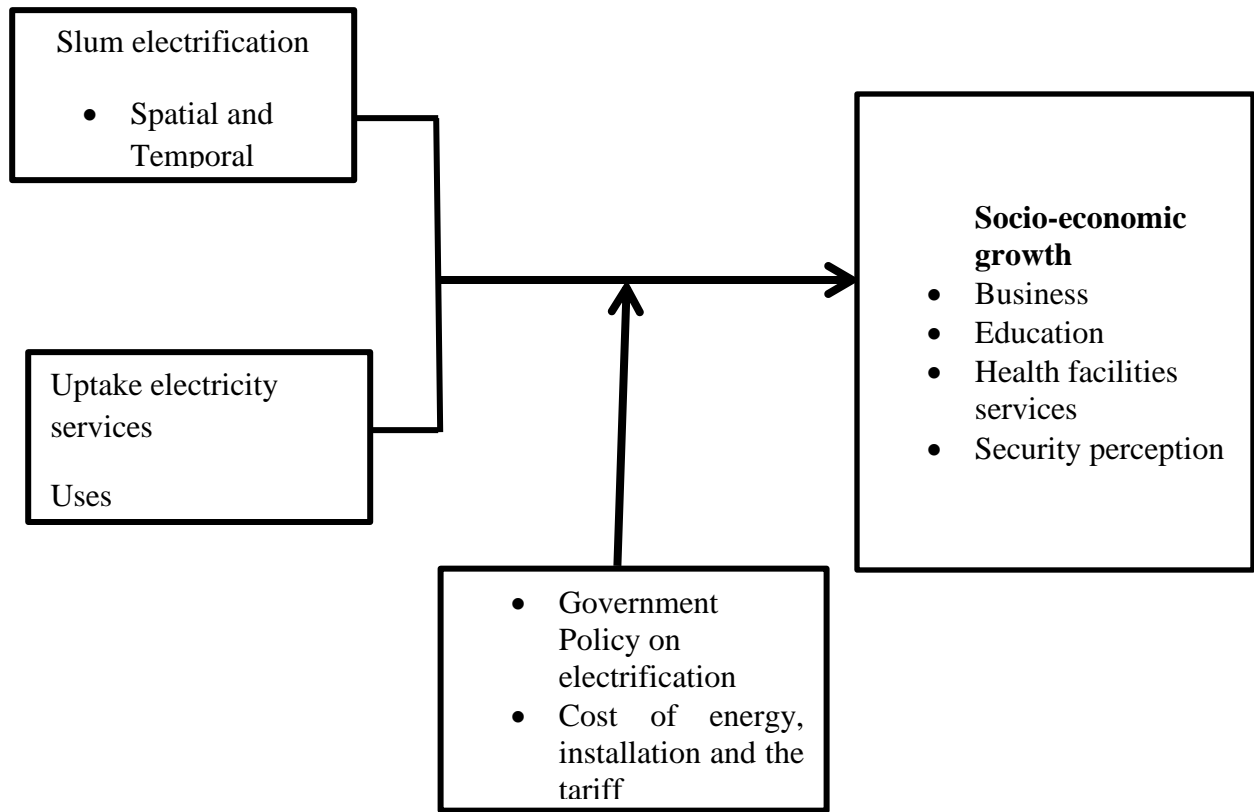 Slum electrification
• Spatial and
Temporal
Uptake electricity
services
Uses
Socio-economic
growth
• Business
• Education
• Health facilities
services
• Security perception
• Government
Policy on
electrification
• Cost of energy,
installation and the
tariff